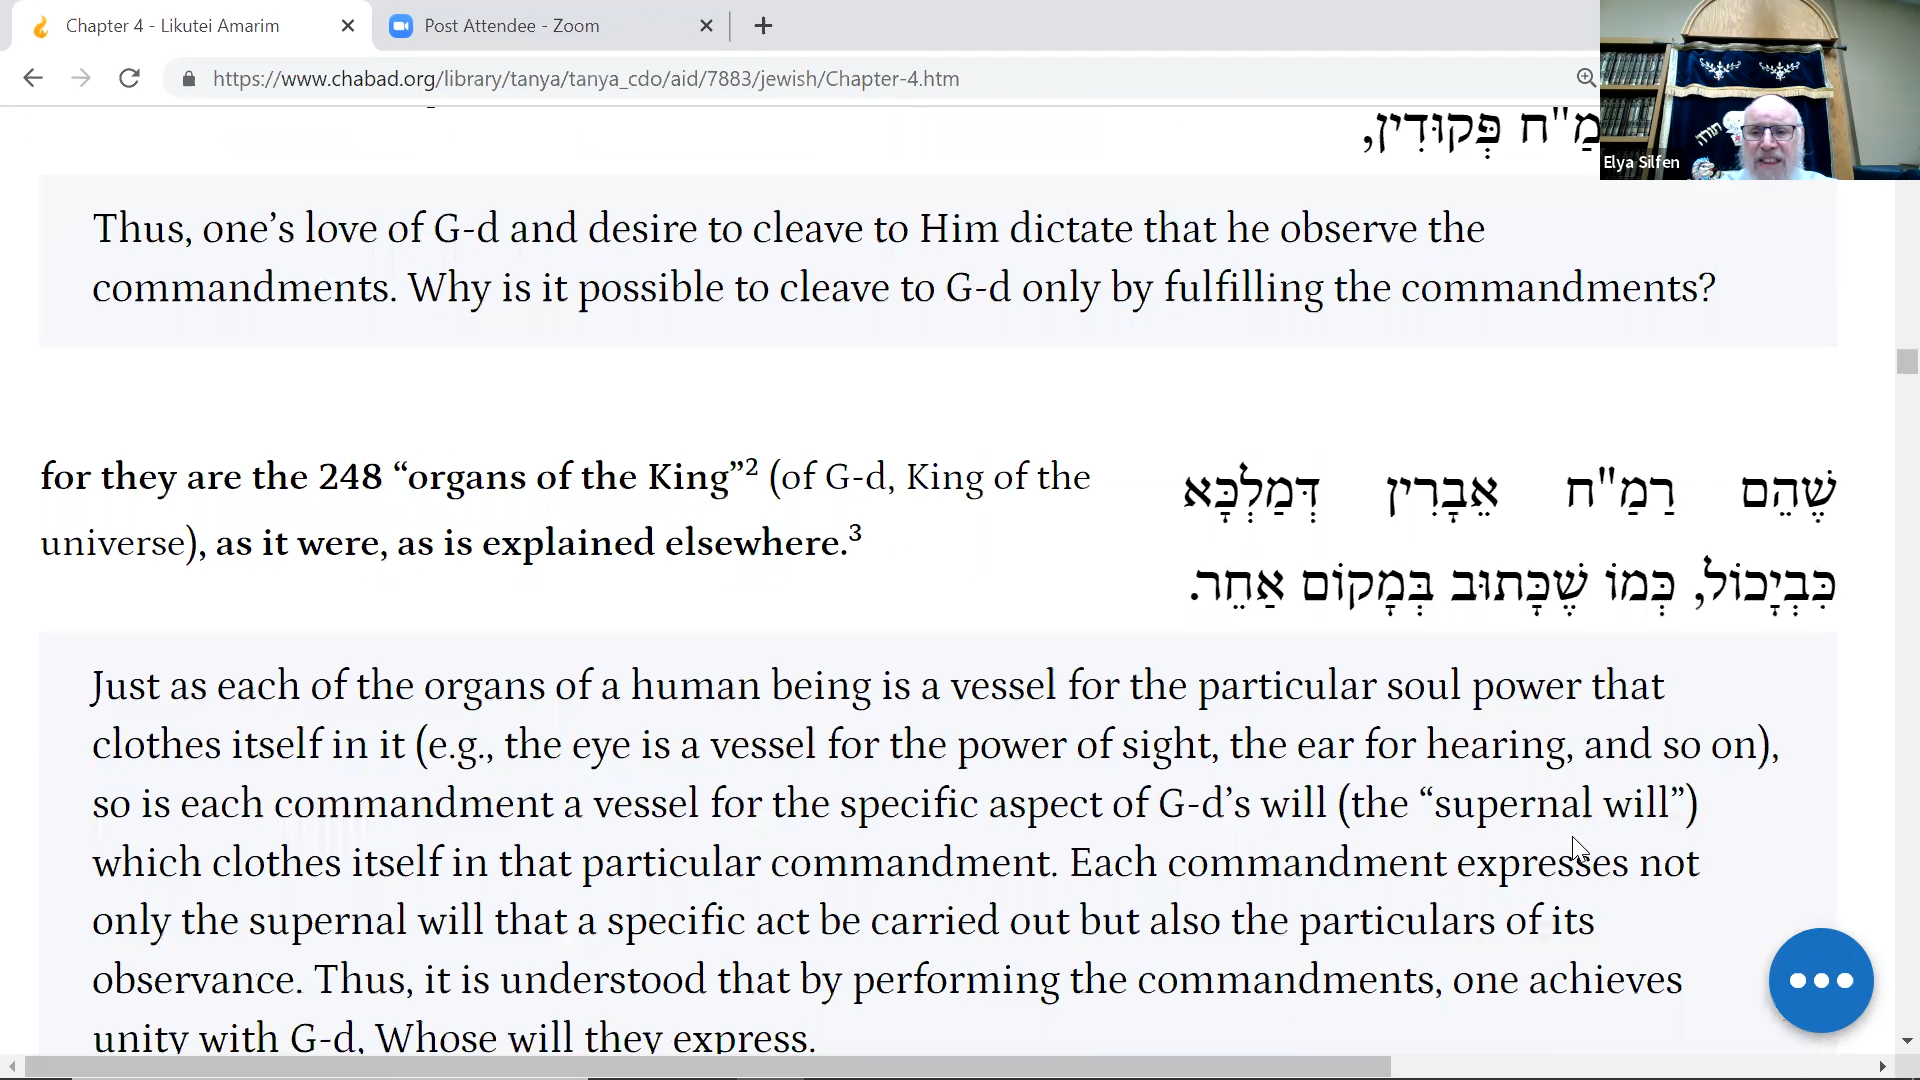 Chapter 4 - Likutei Amarim
Post Attendee - Zoom
https://www.chabad.org/library/tanya/tanya_cdo/aid/7883/jewish/Chapter-4.htm
פְּקוּדִין,
תורה
Elya Silfen
Thus, one’s love of G-d and desire to cleave to Him dictate that he observe the
commandments. Why is it possible to cleave to G-d only by fulfilling the commandments?
for they are the 248 “organs of the King”² (of G-d, King of the
universe), as it were, as is explained elsewhere.³
שֶׁהֵם רַמַ"ח אֵבָרִין דְּמַלְכָּא
כִּבְיָכוֹל, כְּמוֹ שֶׁכָּתוּב בְּמָקוֹם אַחֵר.
Just as each of the organs of a human being is a vessel for the particular soul power that
clothes itself in it (e.g., the eye is a vessel for the power of sight, the ear for hearing, and so on),
so is each commandment a vessel for the specific aspect of G-d’s will (the “supernal will”)
which clothes itself in that particular commandment. Each commandment expresses not
only the supernal will that a specific act be carried out but also the particulars of its
observance. Thus, it is understood that by performing the commandments, one achieves
unity with G-d, Whose will they express.